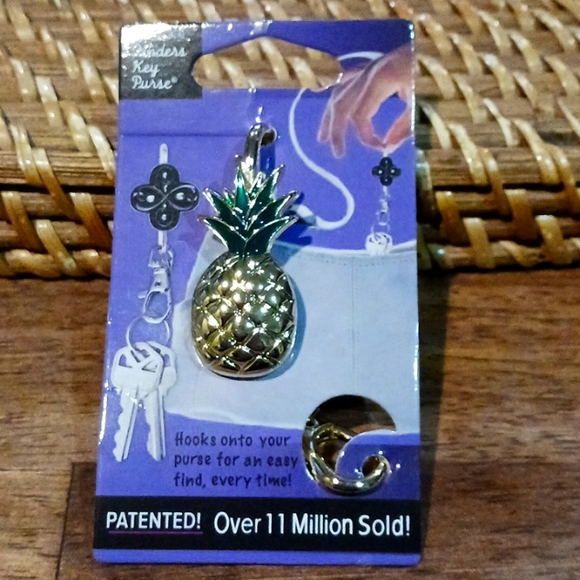 Finders
Key
Purse®
Hooks onto your
purse for an easy
find, every time!
PATENTED! Over 11 Million Sold!